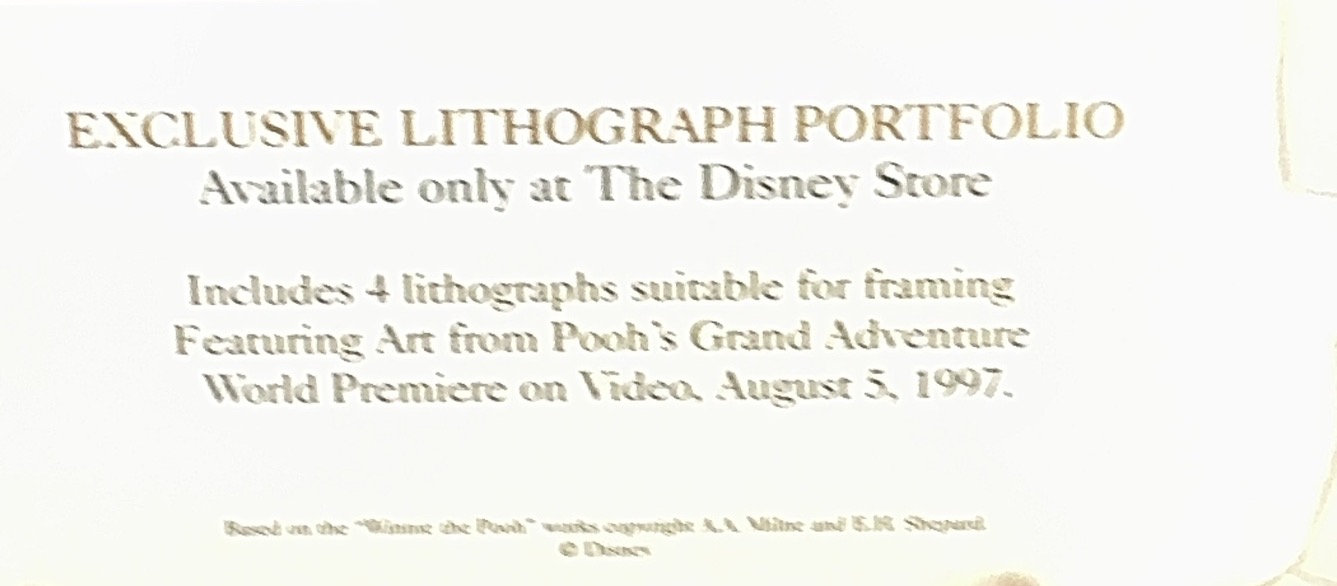 EXCLUSIVE LITHOGRAPH PORTFOLIO
Available only at The Disney Store
Includes 4 lithographs suitable for framing
Featuring Art from Pooh's Grand Adventure
World Premiere on Video, August 5, 1997.
Based on the "Winnie the Pooh" works copyright A.A. Milne and E.H. Shepard.
© Disney